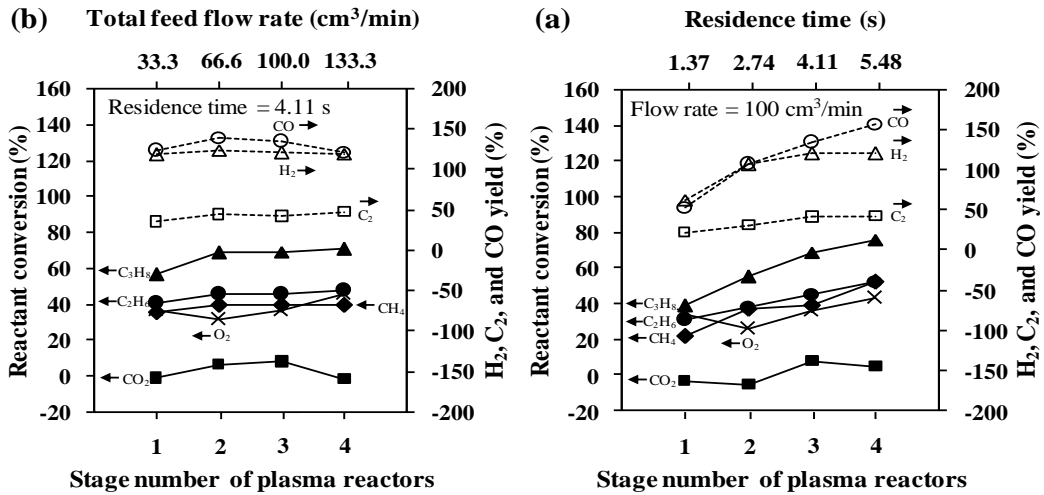 (b) Total feed flow rate (cm³/min)
33.3 66.6 100.0 133.3
Residence time = 4.11 s
Reactant conversion (%)
160
140
120
100
80
60
40
20
0
-20
CO
H₂
C₂
C₃H₈
C₂H₆
CH₄
O₂
CO₂
200
150
100
50
0
-50
-100
-150
-200
H₂, C₂, and CO yield (%)
1 2 3 4
Stage number of plasma reactors
(a) Residence time (s)
1.37 2.74 4.11 5.48
Flow rate = 100 cm³/min
Reactant conversion (%)
160
140
120
100
80
60
40
20
0
-20
CO
H₂
C₂
C₃H₈
C₂H₆
CH₄
O₂
CO₂
200
150
100
50
0
-50
-100
-150
-200
H₂, C₂, and CO yield (%)
1 2 3 4
Stage number of plasma reactors